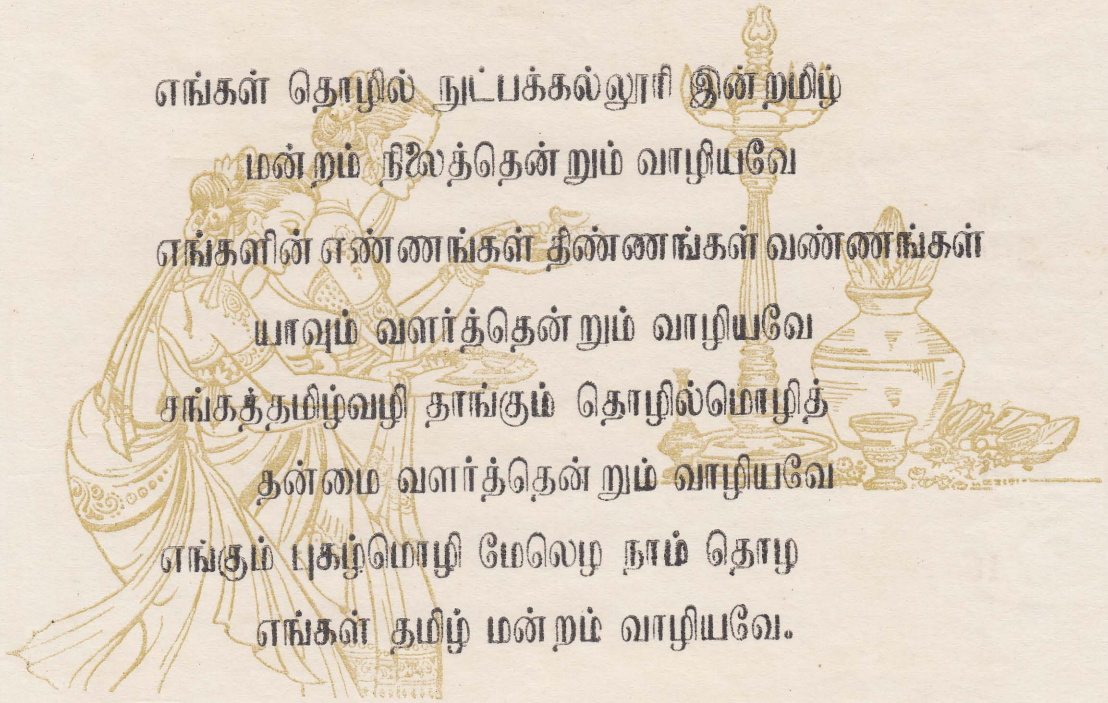 எங்கள் தொழில் நுட்பக்கல்லூரி இன்றமிழ்
மன்றம் நிலைத்தென்றும் வாழியவே
எங்களின் எண்ணங்கள் திண்ணங்கள் வண்ணங்கள்
யாவும் வளர்த்தென்றும் வாழியவே
சங்கத்தமிழ்வழி தாங்கும் தொழில்மொழித்
தன்மை வளர்த்தென்றும் வாழியவே
எங்கும் புகழ்மொழி மேலெழ நாம் தொழ
எங்கள் தமிழ் மன்றம் வாழியவே.